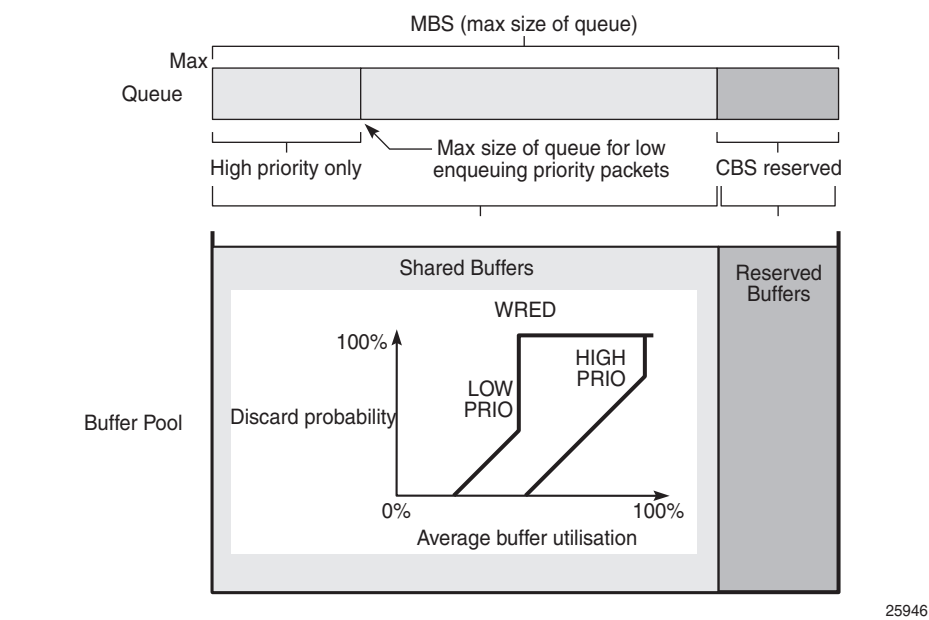 MBS (max size of queue)
Max
Queue
High priority only
Max size of queue for low
enqueuing priority packets
CBS reserved
Shared Buffers
Reserved
Buffers
WRED
100%
HIGH
PRIO
LOW
PRIO
Discard probability
Buffer Pool
0%
100%
Average buffer utilisation
25946